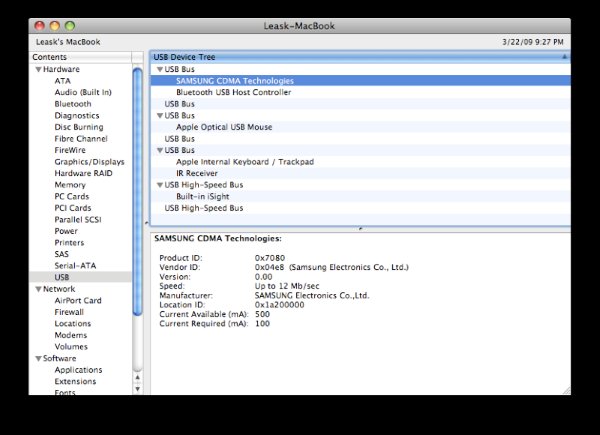 Leask-MacBook
Leask's MacBook
3/22/09 9:27 PM
Contents
Hardware
ATA
Audio (Built In)
Bluetooth
Diagnostics
Disc Burning
Fibre Channel
FireWire
Graphics/Displays
Hardware RAID
Memory
PC Cards
PCI Cards
Parallel SCSI
Power
Printers
SAS
Serial-ATA
USB
Network
AirPort Card
Firewall
Locations
Modems
Volumes
Software
Applications
Extensions
Fonts
USB Device Tree
USB Bus
SAMSUNG CDMA Technologies
Bluetooth USB Host Controller
USB Bus
USB Bus
Apple Optical USB Mouse
USB Bus
USB Bus
Apple Internal Keyboard / Trackpad
IR Receiver
USB High-Speed Bus
Built-in iSight
USB High-Speed Bus
SAMSUNG CDMA Technologies:
Product ID: 0x7080
Vendor ID: 0x04e8 (Samsung Electronics Co., Ltd.)
Version: 0.00
Speed: Up to 12 Mb/sec
Manufacturer: SAMSUNG Electronics Co.,Ltd.
Location ID: 0x1a200000
Current Available (mA): 500
Current Required (mA): 100